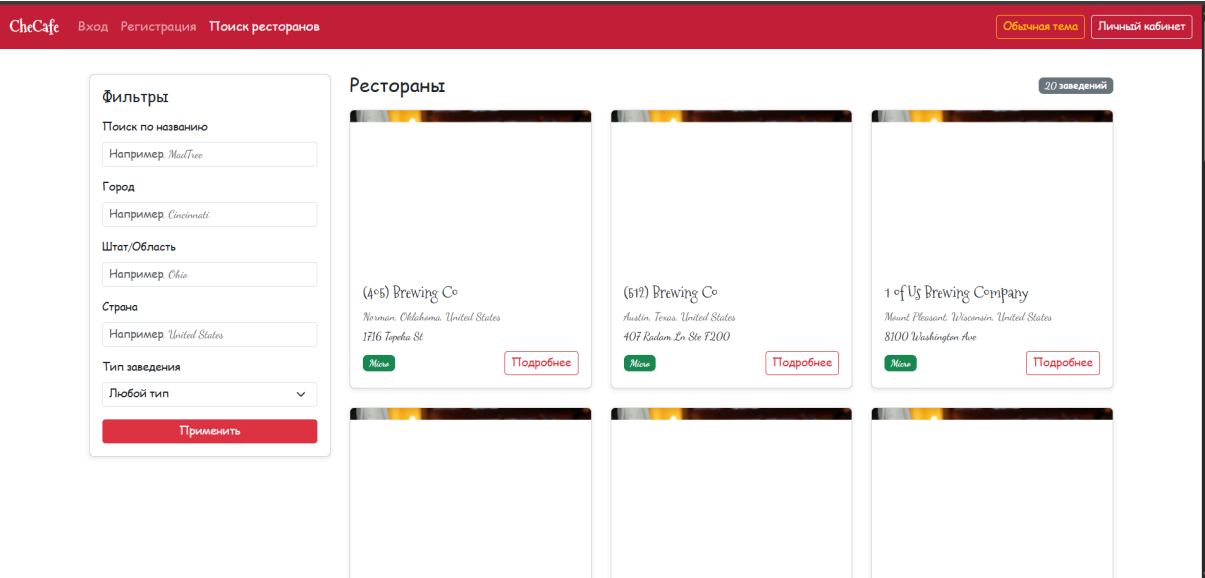 CheCafe Вход Регистрация Поиск ресторанов Обычная тема Личный кабинет
Фильтры
Поиск по названию
Например, MadTree
Город
Например, Cincinnati
Штат/Область
Например, Ohio
Страна
Например, United States
Тип заведения
Любой тип
Применить
Рестораны 20 заведений
(405) Brewing Co
Norman, Oklahoma, United States
1716 Topeka St
Micro Подробнее
(512) Brewing Co
Austin, Texas, United States
407 Radam Ln Ste F200
Micro Подробнее
1 of Us Brewing Company
Mount Pleasant, Wisconsin, United States
8100 Washington Ave
Micro Подробнее